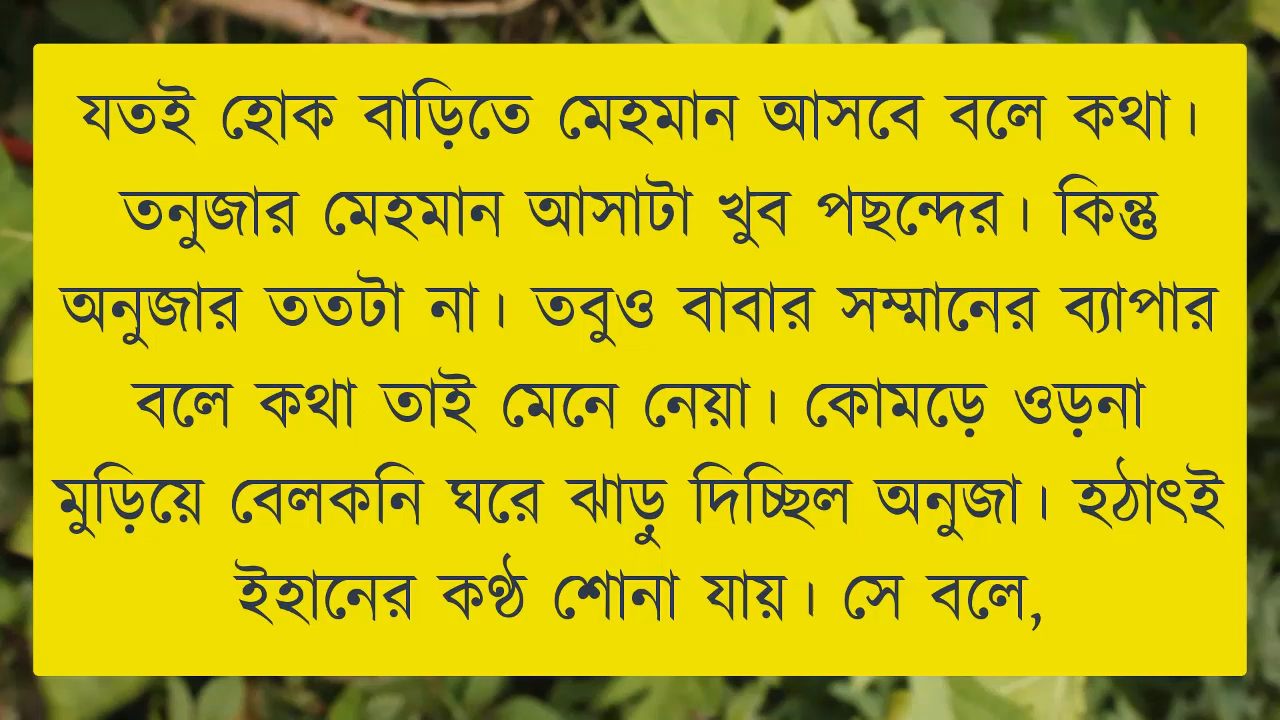 যতই হোক বাড়িতে মেহমান আসবে বলে কথা।
তনুজার মেহমান আসাটা খুব পছন্দের। কিন্তু
অনুজার ততটা না। তবুও বাবার সম্মানের ব্যাপার
বলে কথা তাই মেনে নেয়া। কোমড়ে ওড়না
মুড়িয়ে বেলকনি ঘরে ঝাড়ু দিচ্ছিল অনুজা। হঠাৎই
ইহানের কণ্ঠ শোনা যায়। সে বলে,